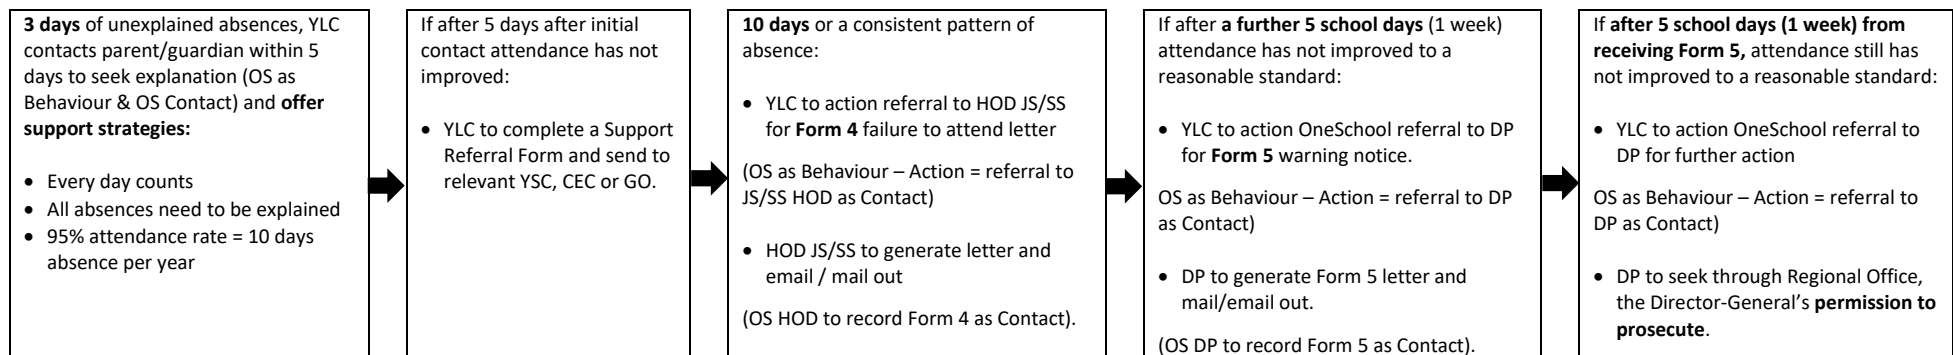 3 days of unexplained absences, YLC
contacts parent/guardian within 5
days to seek explanation (OS as
Behaviour & OS Contact) and offer
support strategies:
• Every day counts
• All absences need to be explained
• 95% attendance rate = 10 days
absence per year
If after 5 days after initial
contact attendance has not
improved:
• YLC to complete a Support
Referral Form and send to
relevant YSC, CEC or GO.
10 days or a consistent pattern of
absence:
• YLC to action referral to HOD JS/SS
for Form 4 failure to attend letter
(OS as Behaviour – Action = referral to
JS/SS HOD as Contact)
• HOD JS/SS to generate letter and
email / mail out
(OS HOD to record Form 4 as Contact).
If after a further 5 school days (1 week)
attendance has not improved to a
reasonable standard:
• YLC to action OneSchool referral to DP
for Form 5 warning notice.
OS as Behaviour – Action = referral to DP
as Contact)
• DP to generate Form 5 letter and
mail/email out.
(OS DP to record Form 5 as Contact).
If after 5 school days (1 week) from
receiving Form 5, attendance still has
not improved to a reasonable standard:
• YLC to action OneSchool referral to
DP for further action
OS as Behaviour – Action = referral to
DP as Contact)
• DP to seek through Regional Office,
the Director-General’s permission to
prosecute.